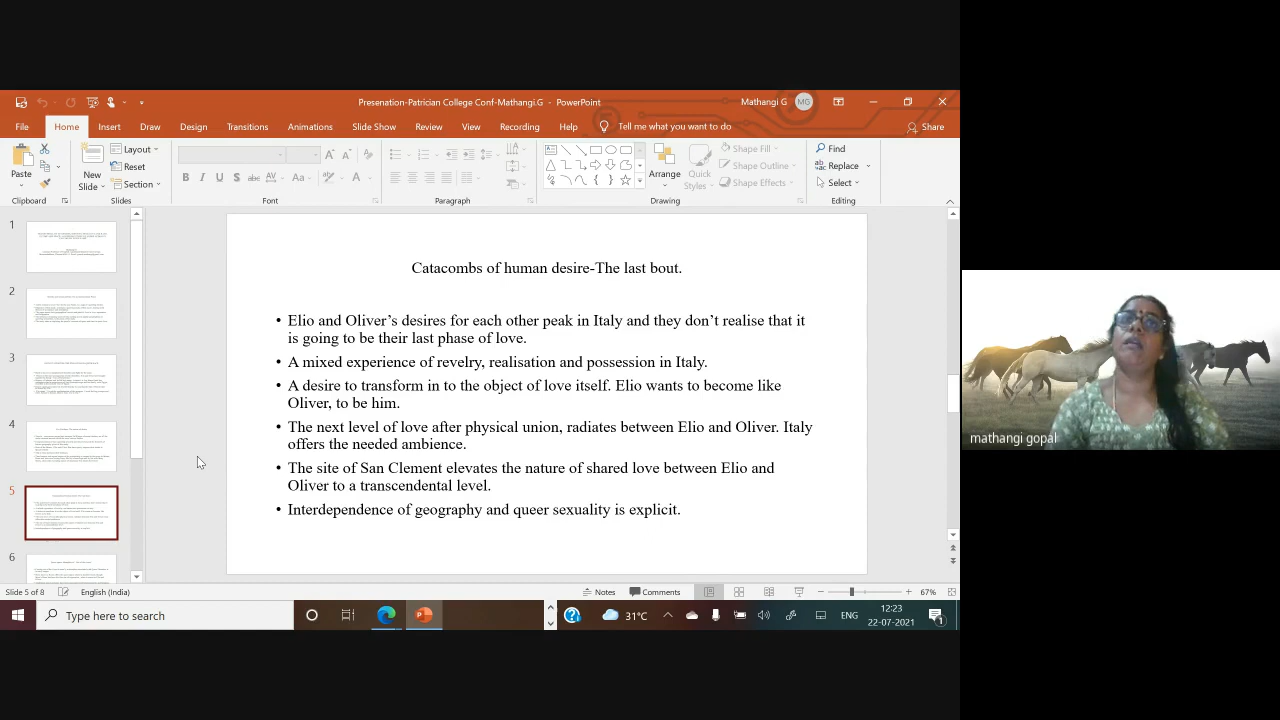 Presenation-Patrician College Conf-Mathangi.G - PowerPoint
Mathangi G MG
File Home Insert Draw Design Transitions Animations Slide Show Review View Recording Help Tell me what you want to do Share
Paste
Clipboard
New
Slide
Layout
Reset
Section
Slides
Font
Paragraph
Arrange
Quick
Styles
Shape Fill
Shape Outline
Shape Effects
Drawing
Find
Replace
Select
Editing
1
2
3
4
5
6
Catacombs of human desire-The last bout.
• Elio and Oliver's desires for each other peak in Italy and they don't realise that it
is going to be their last phase of love.
• A mixed experience of revelry, realisation and possession in Italy.
• A desire to transform in to the object of love itself. Elio wants to become like
Oliver, to be him.
• The next level of love after physical union, radiates between Elio and Oliver. Italy
offers the needed ambience.
• The site of San Clement elevates the nature of shared love between Elio and
Oliver to a transcendental level.
• Interdependence of geography and queer sexuality is explicit.
mathangi gopal
Slide 5 of 8 English (India) Notes Comments 67%
Type here to search 31°C ENG 12:23
22-07-2021